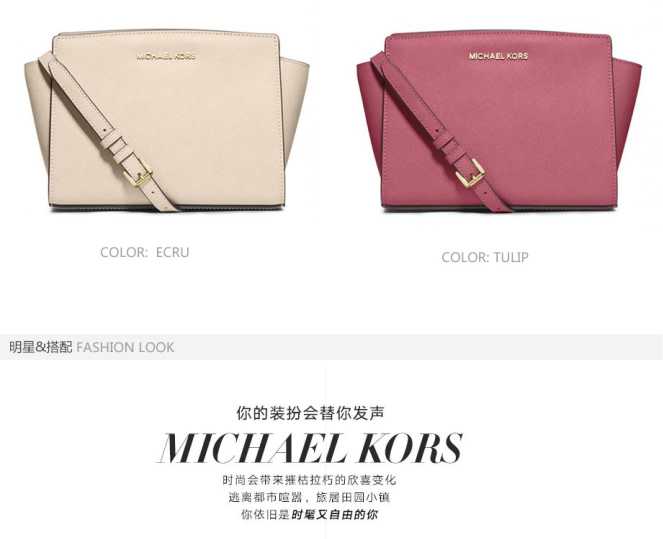 MICHAEL KORS
MICHAEL KORS
COLOR: ECRU
COLOR: TULIP
明星&搭配 FASHION LOOK
你的装扮会替你发声
MICHAEL KORS
时尚会带来摧枯拉朽的欣喜变化
逃离都市喧嚣，旅居田园小镇
你依旧是时髦又自由的你